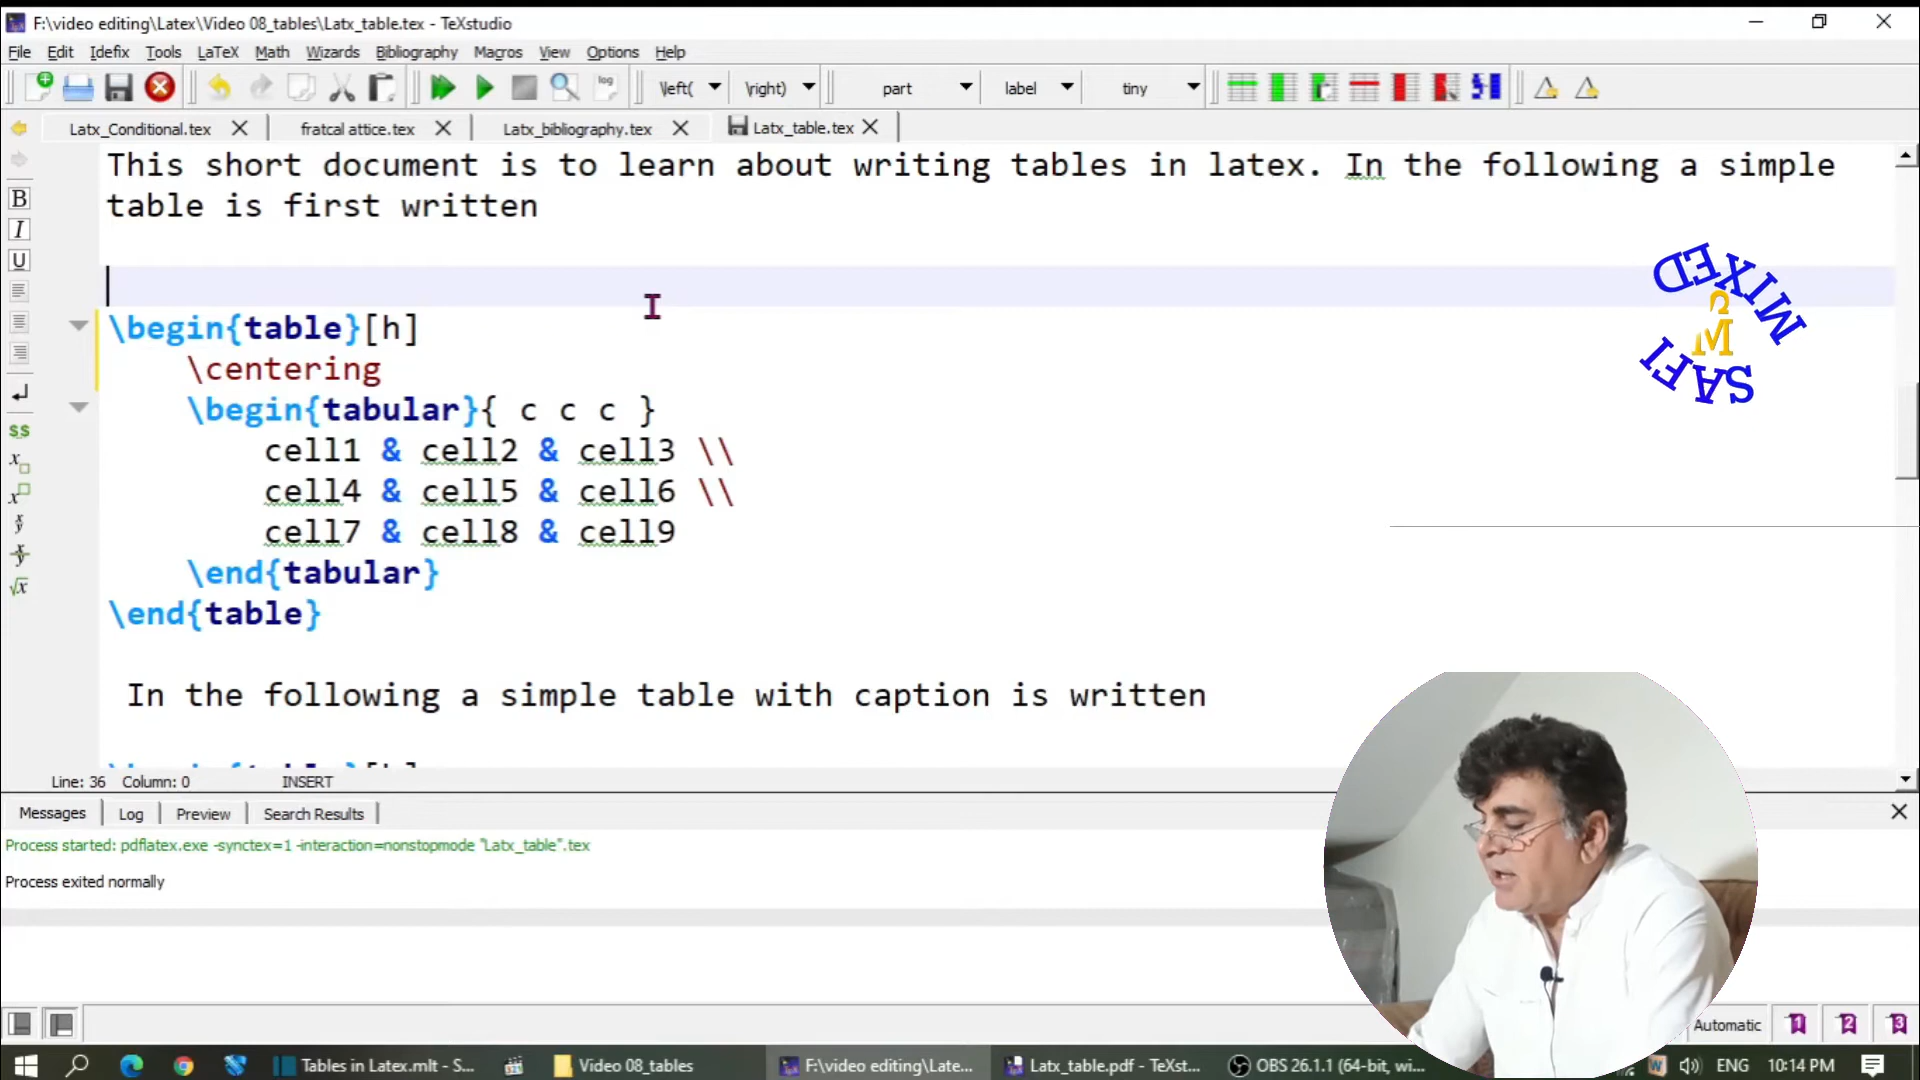 F:\video editing\Latex\Video 08_tables\Latx_table.tex - TeXstudio
File Edit Idefix Tools LaTeX Math Wizards Bibliography Macros View Options Help
log \left( \right) part label tiny
Latx_Conditional.tex fratcal attice.tex Latx_bibliography.tex Latx_table.tex
This short document is to learn about writing tables in latex. In the following a simple
table is first written
MIXED
SAFI
\begin{table}[h]
\centering
\begin{tabular}{ c c c }
cell1 & cell2 & cell3 \\
cell4 & cell5 & cell6 \\
cell7 & cell8 & cell9
\end{tabular}
\end{table}
In the following a simple table with caption is written
Line: 36 Column: 0 INSERT
Messages Log Preview Search Results
Process started: pdflatex.exe -synctex=1 -interaction=nonstopmode "Latx_table".tex
Process exited normally
Automatic 1 2 3
Tables in Latex.mlt - S... Video 08_tables F:\video editing\Late... Latx_table.pdf - TeXst... OBS 26.1.1 (64-bit, wi... ENG 10:14 PM